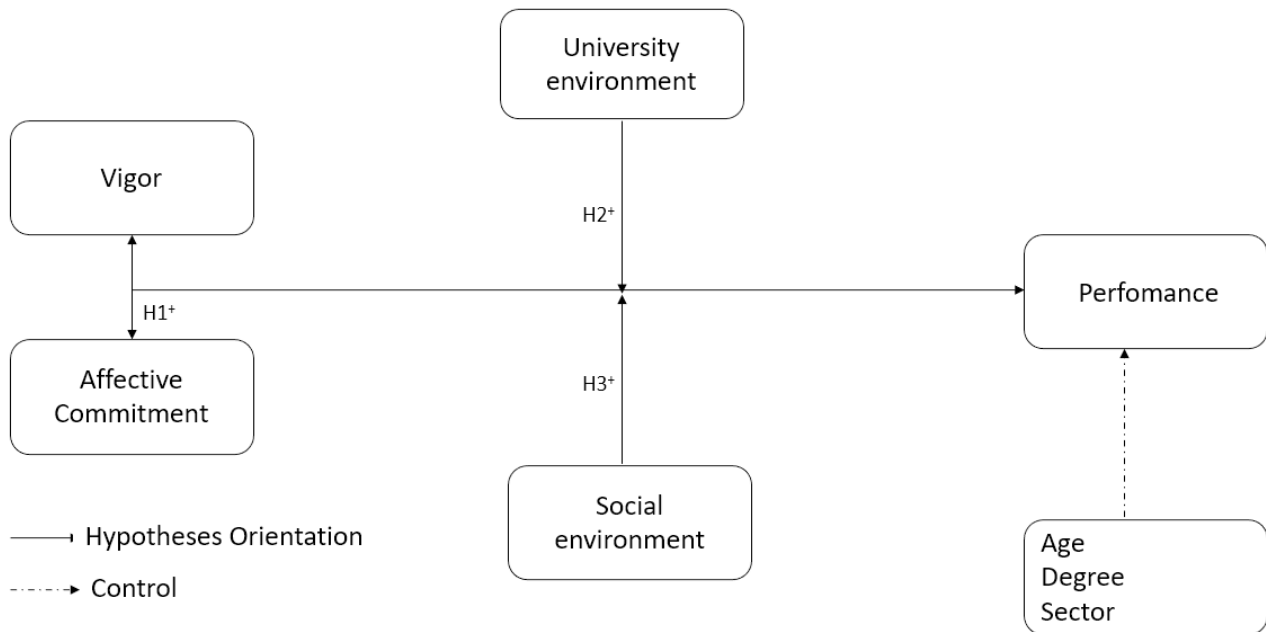 University
environment
Vigor
H2⁺
H1⁺
Perfomance
Affective
Commitment
H3⁺
Social
environment
Hypotheses Orientation
Control
Age
Degree
Sector